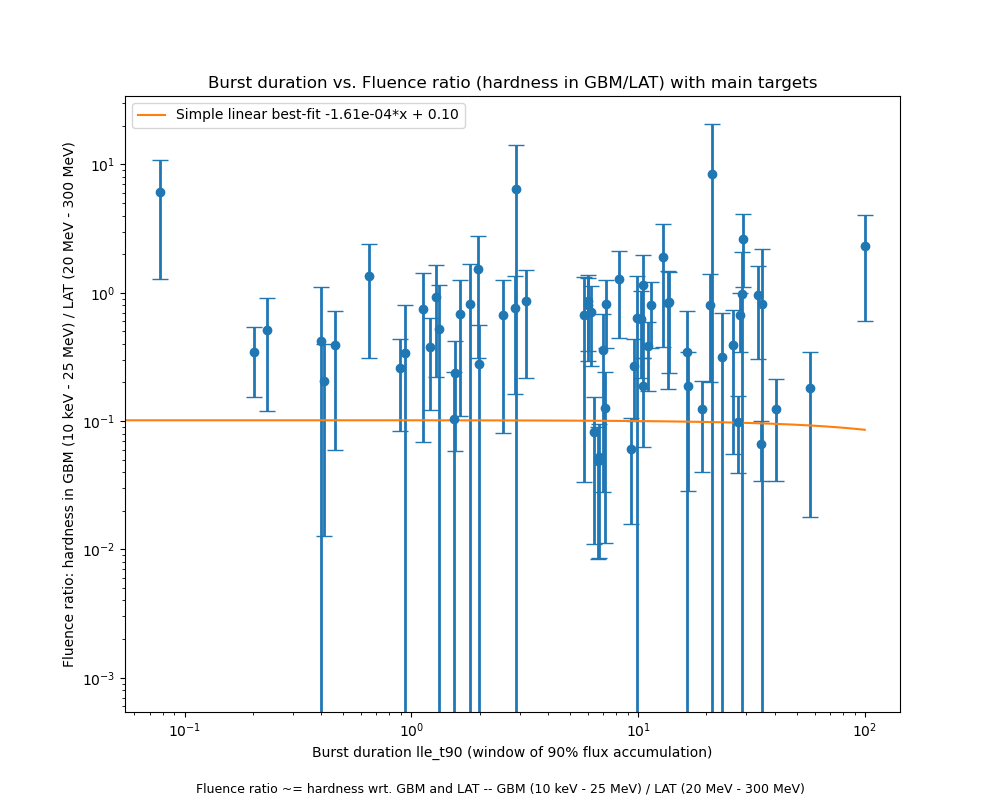 Burst duration vs. Fluence ratio (hardness in GBM/LAT) with main targets
Simple linear best-fit -1.61e-04*x + 0.10
Fluence ratio: hardness in GBM (10 keV - 25 MeV) / LAT (20 MeV - 300 MeV)
10¹
10⁰
10⁻¹
10⁻²
10⁻³
10⁻¹ 10⁰ 10¹ 10²
Burst duration lle_t90 (window of 90% flux accumulation)
Fluence ratio ~= hardness wrt. GBM and LAT -- GBM (10 keV - 25 MeV) / LAT (20 MeV - 300 MeV)